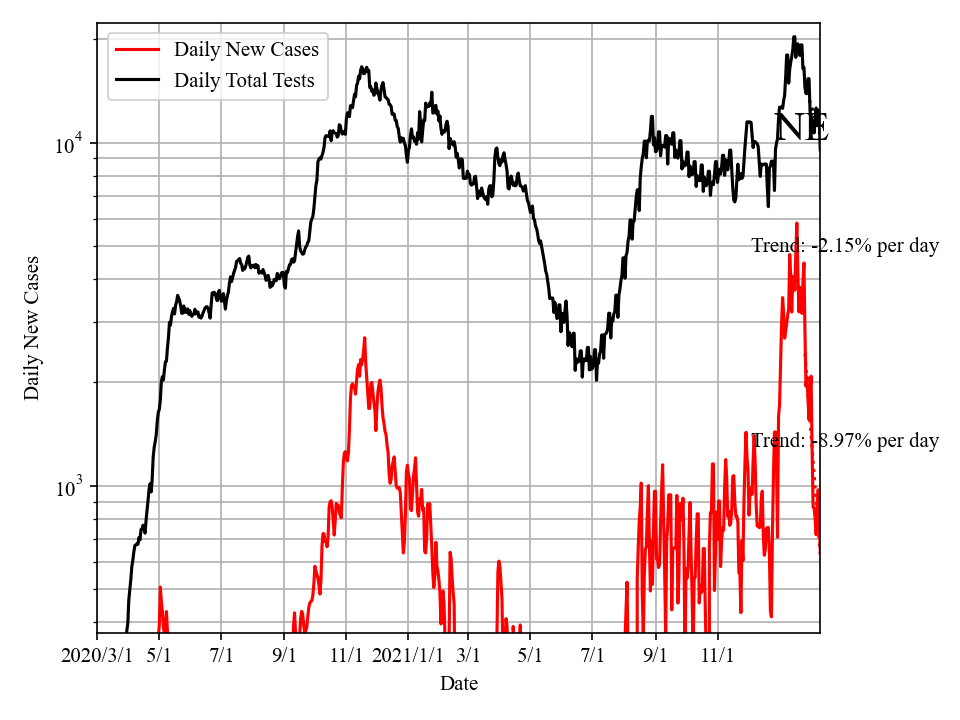 Daily New Cases
Daily Total Tests
NE
10^4
Trend: -2.15% per day
Daily New Cases
Trend: -8.97% per day
10^3
2020/3/1 5/1 7/1 9/1 11/1 2021/1/1 3/1 5/1 7/1 9/1 11/1
Date